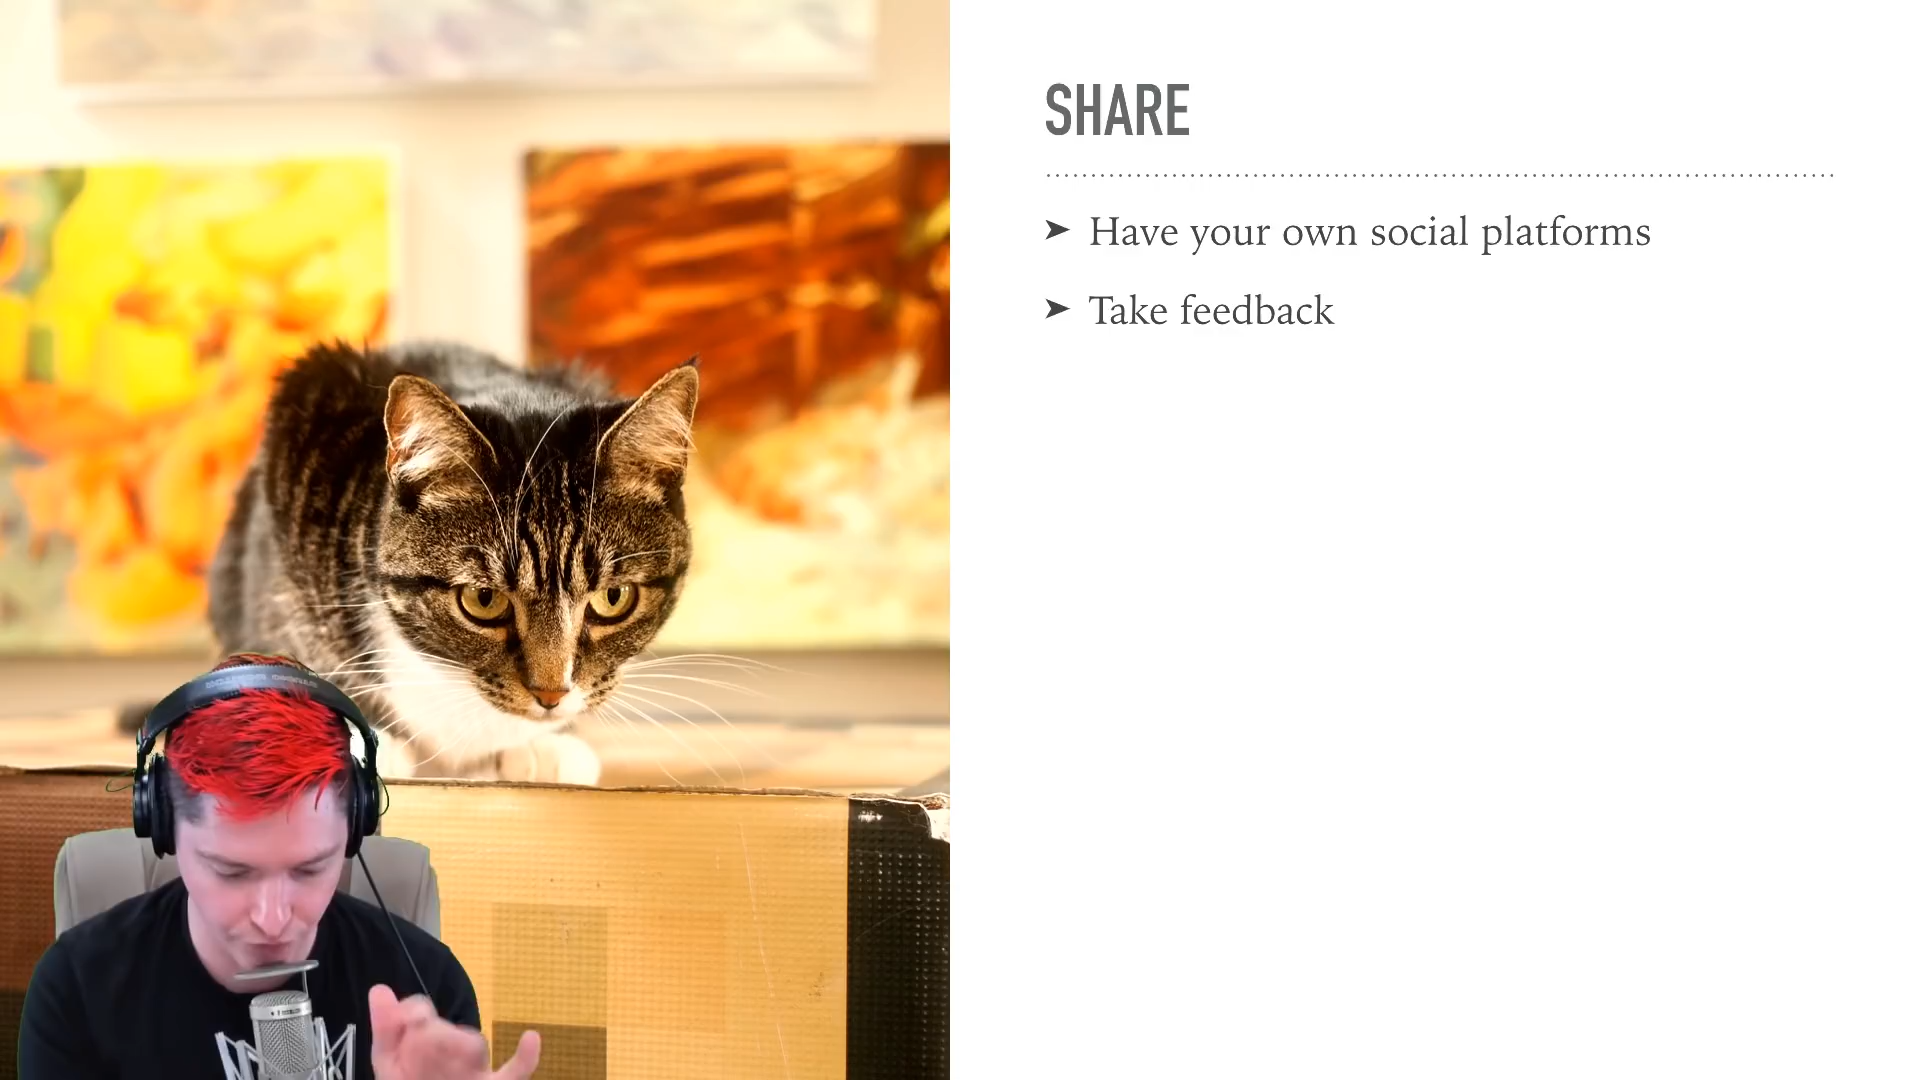 SHARE
➤ Have your own social platforms
➤ Take feedback